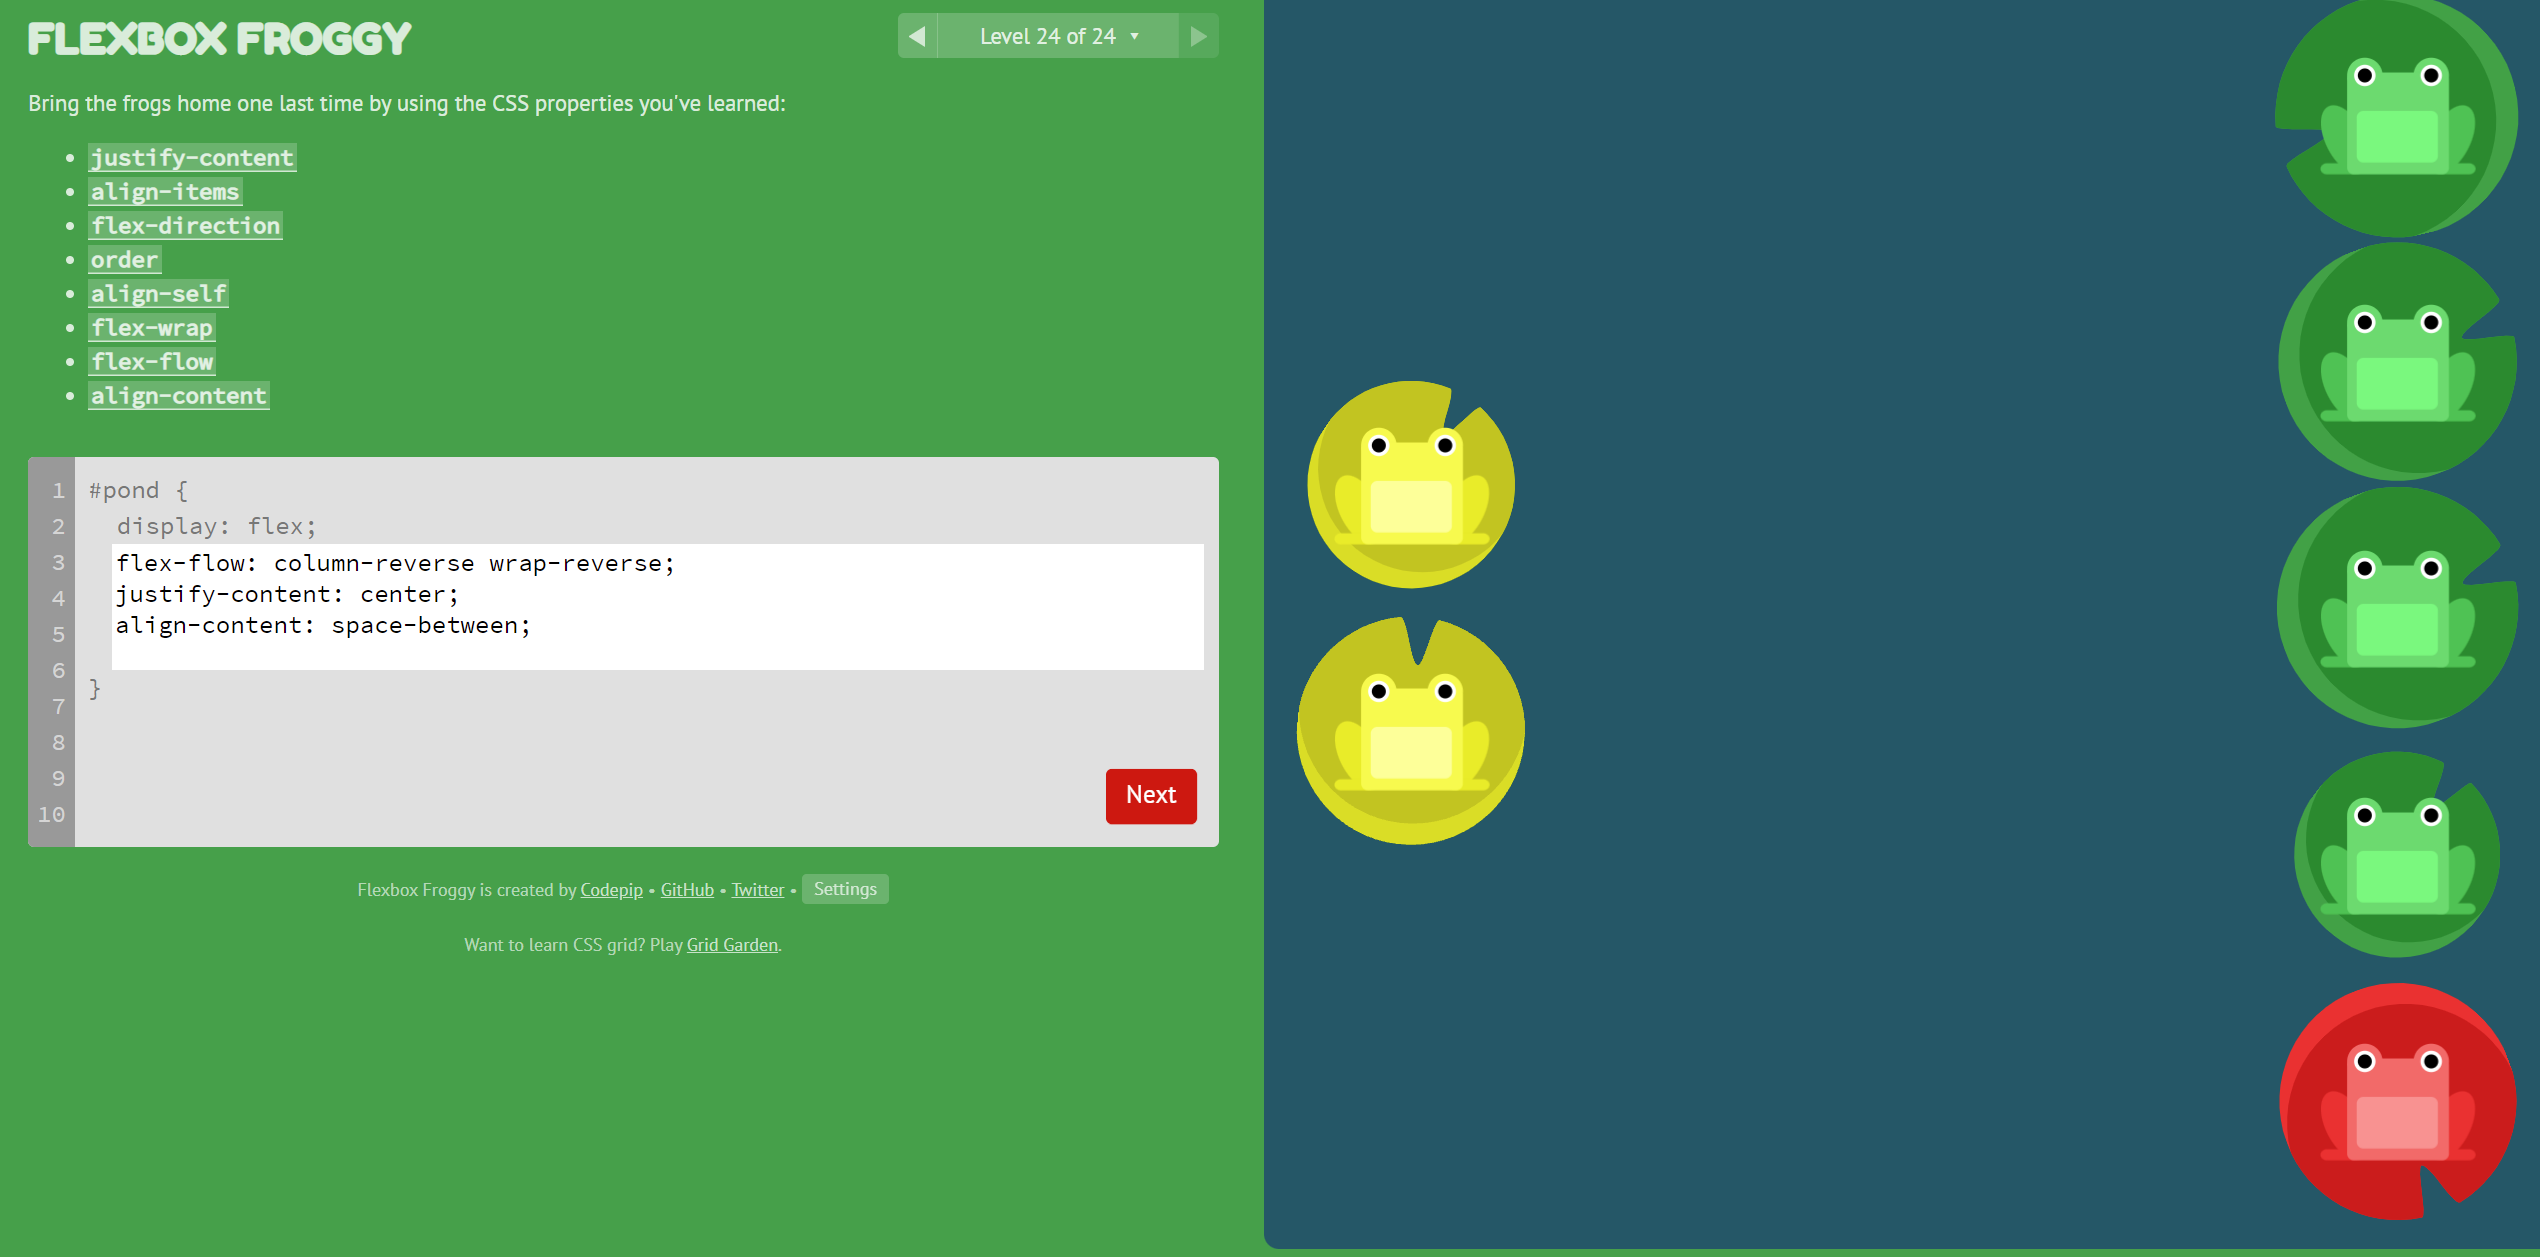 FLEXBOX FROGGY
Level 24 of 24
Bring the frogs home one last time by using the CSS properties you've learned:
justify-content
align-items
flex-direction
order
align-self
flex-wrap
flex-flow
align-content
1 #pond {
2 display: flex;
3 flex-flow: column-reverse wrap-reverse;
4 justify-content: center;
5 align-content: space-between;
6 }
7
8
9
10
Next
Flexbox Froggy is created by Codepip • GitHub • Twitter • Settings
Want to learn CSS grid? Play Grid Garden.